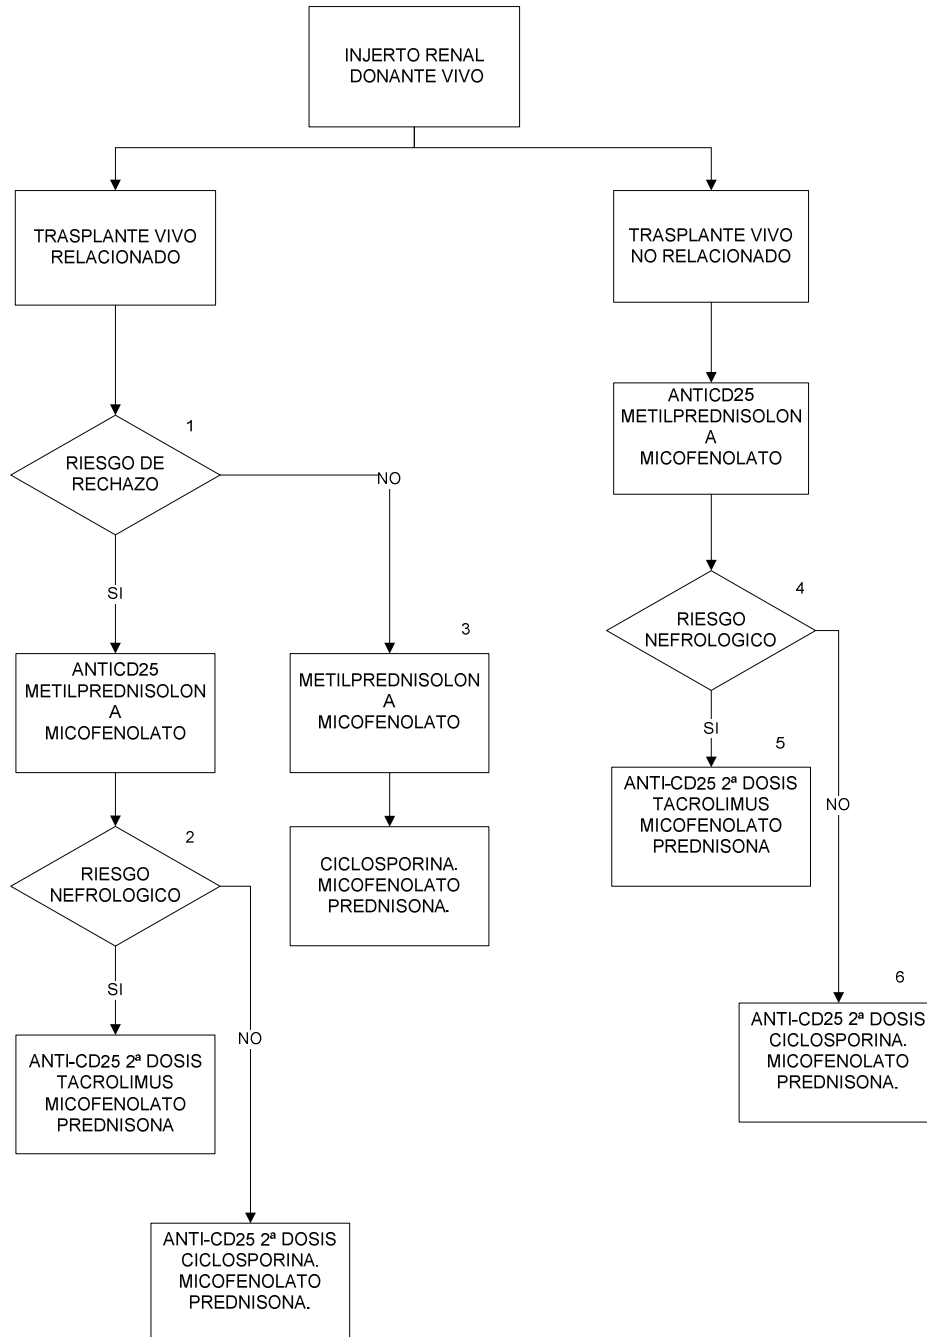 INJERTO RENAL
DONANTE VIVO
TRASPLANTE VIVO
RELACIONADO
TRASPLANTE VIVO
NO RELACIONADO
ANTICD25
METILPREDNISOLON
A
MICOFENOLATO
1
RIESGO DE
RECHAZO
NO
SI
4
RIESGO
NEFROLOGICO
SI
NO
3
METILPREDNISOLON
A
MICOFENOLATO
ANTICD25
METILPREDNISOLON
A
MICOFENOLATO
5
ANTI-CD25 2ª DOSIS
TACROLIMUS
MICOFENOLATO
PREDNISONA
2
RIESGO
NEFROLOGICO
SI
NO
CICLOSPORINA.
MICOFENOLATO
PREDNISONA.
6
ANTI-CD25 2ª DOSIS
CICLOSPORINA.
MICOFENOLATO
PREDNISONA.
ANTI-CD25 2ª DOSIS
TACROLIMUS
MICOFENOLATO
PREDNISONA
ANTI-CD25 2ª DOSIS
CICLOSPORINA.
MICOFENOLATO
PREDNISONA.